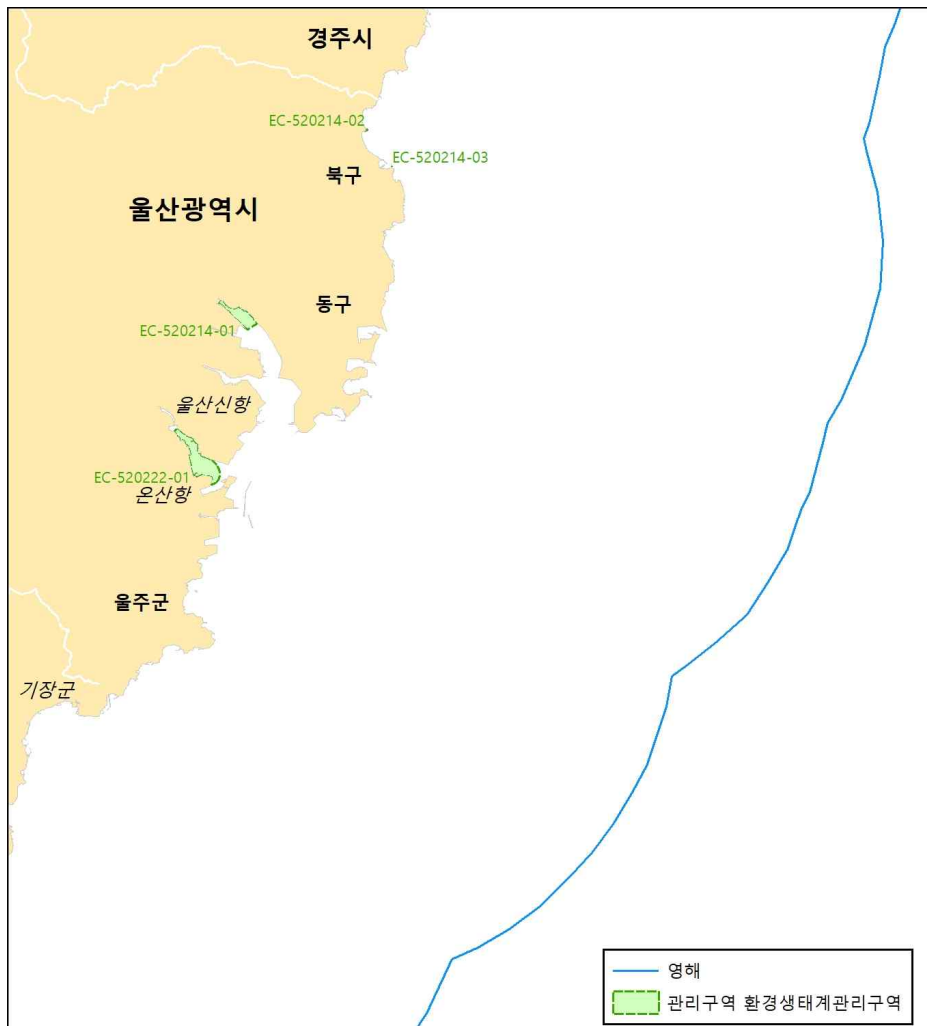 경주시
EC-520214-02
EC-520214-03
북구
울산광역시
동구
EC-520214-01
울산신항
EC-520222-01
온산항
울주군
기장군
영해
관리구역 환경생태계관리구역